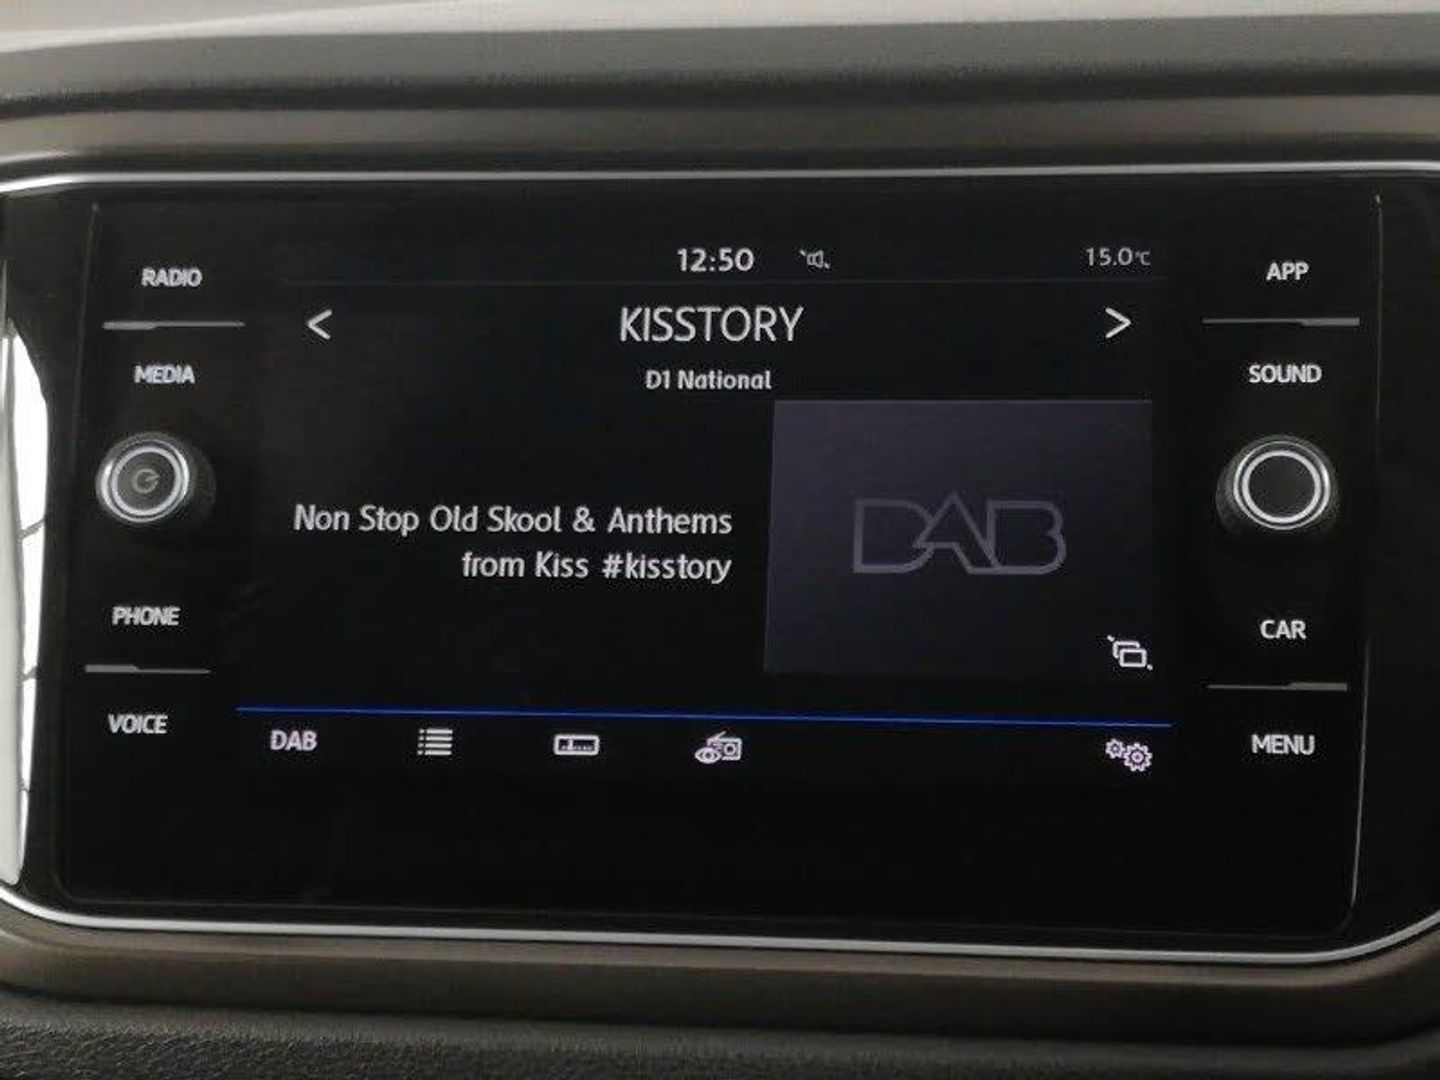 12:50 15.0°C
RADIO
APP
< KISSTORY >
MEDIA
D1 National
SOUND
DAB
Non Stop Old Skool & Anthems
from Kiss #kisstory
PHONE
CAR
VOICE
DAB
MENU